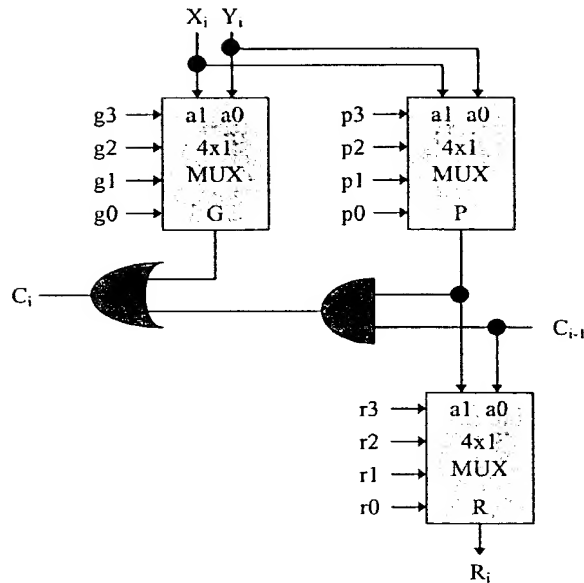 Xi Yi
g3
g2
g1
g0
a1 a0
4x1
MUX
G
p3
p2
p1
p0
a1 a0
4x1
MUX
P
Ci
Ci-1
r3
r2
r1
r0
a1 a0
4x1
MUX
R
Ri